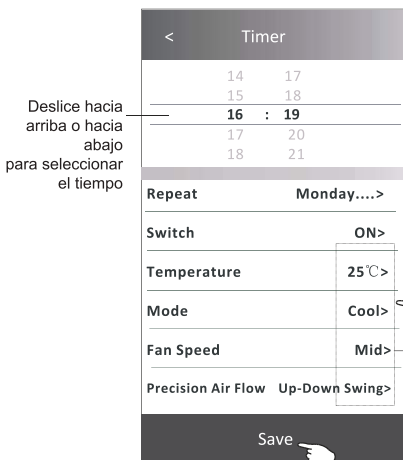 < Timer
14 17
15 18
16 : 19
17 20
18 21
Deslice hacia
arriba o hacia
abajo
para seleccionar
el tiempo
Repeat Monday....>
Switch ON>
Temperature 25℃>
Mode Cool>
Fan Speed Mid>
Precision Air Flow Up-Down Swing>
Save